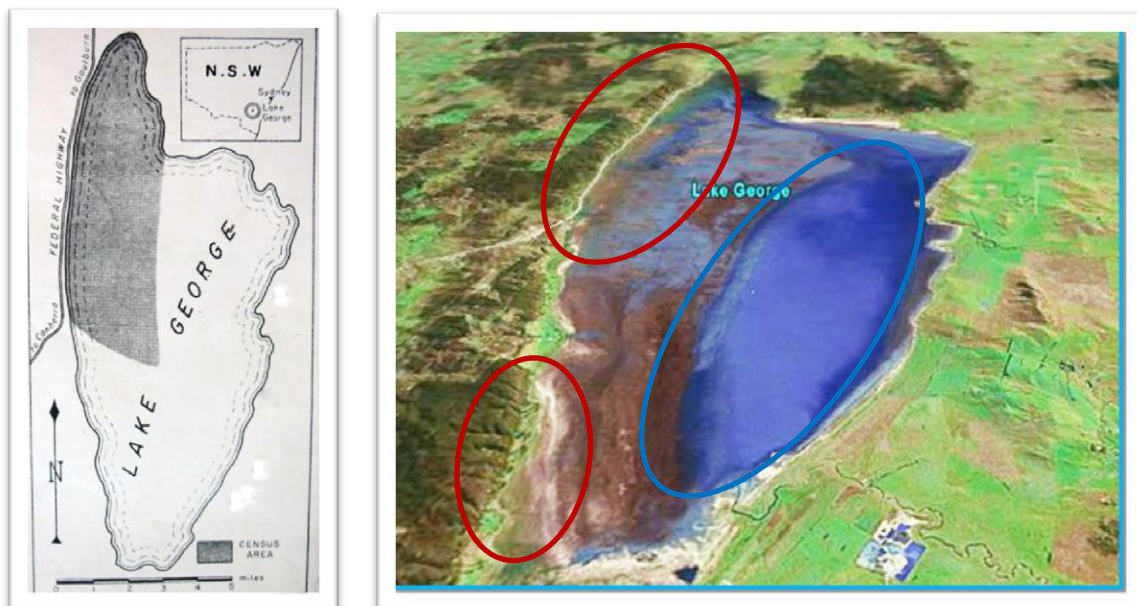 to Goulburn
FEDERAL HIGHWAY
to Canberra
N.S.W
Sydney
Lake
George
LAKE GEORGE
N
CENSUS
AREA
miles
0 1 2 3 4 5
Lake George